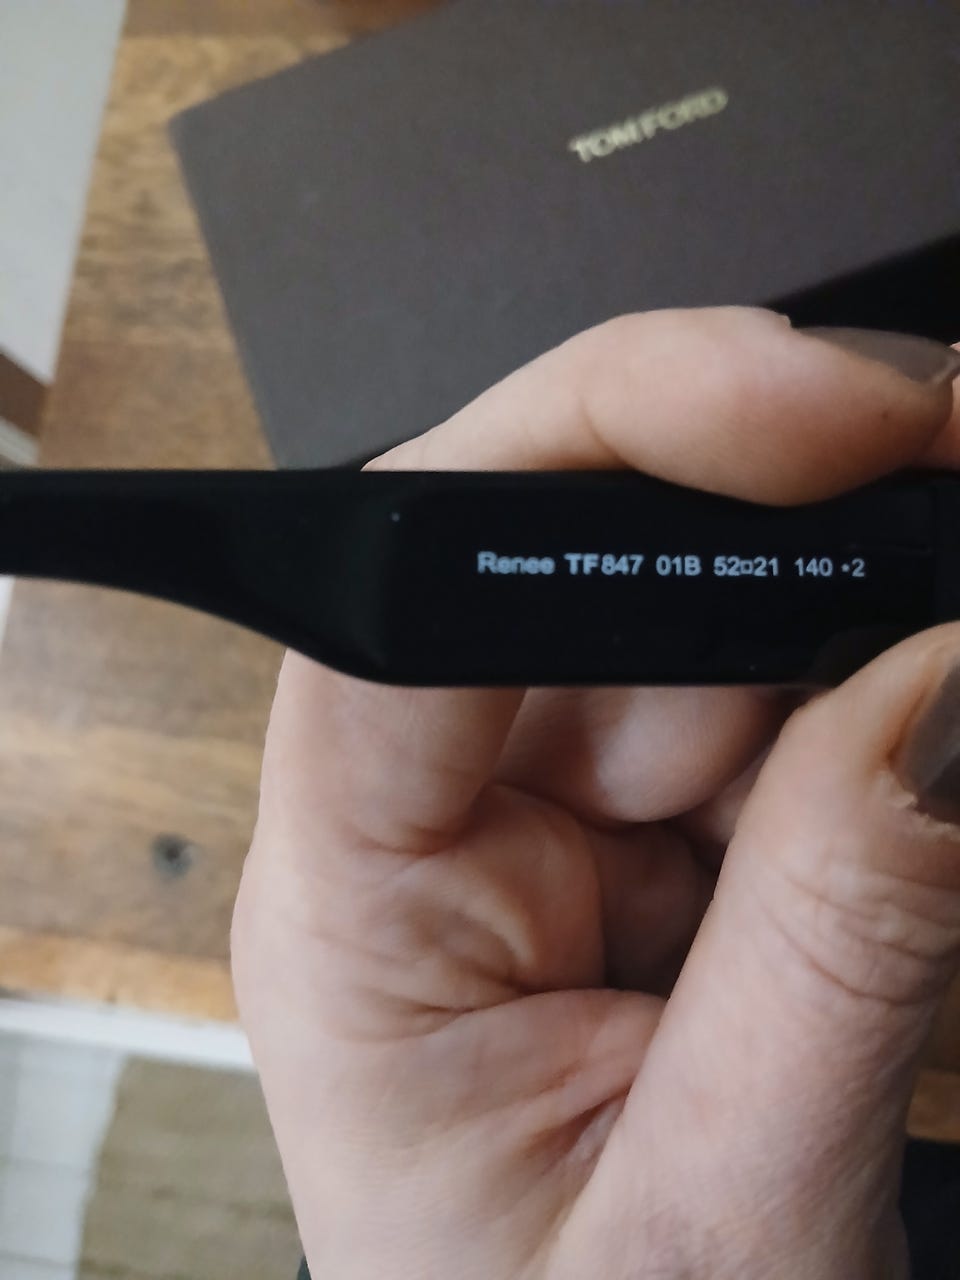 TOM FORD
Renee TF847 01B 52□21 140 •2